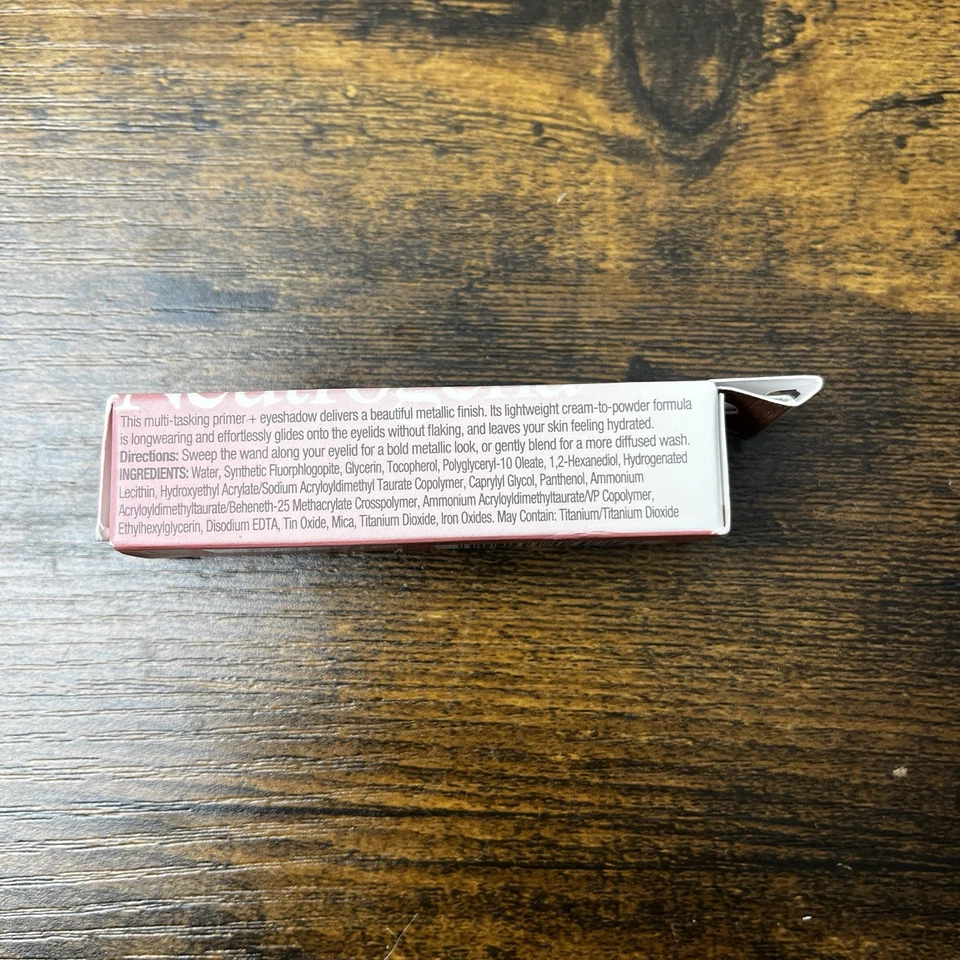 Neutrogena
This multi-tasking primer + eyeshadow delivers a beautiful metallic finish. Its lightweight cream-to-powder formula
is longwearing and effortlessly glides onto the eyelids without flaking, and leaves your skin feeling hydrated.
Directions: Sweep the wand along your eyelid for a bold metallic look, or gently blend for a more diffused wash.
INGREDIENTS: Water, Synthetic Fluorphlogopite, Glycerin, Tocopherol, Polyglyceryl-10 Oleate, 1,2-Hexanediol, Hydrogenated
Lecithin, Hydroxyethyl Acrylate/Sodium Acryloyldimethyl Taurate Copolymer, Caprylyl Glycol, Panthenol, Ammonium
Acryloyldimethyltaurate/Beheneth-25 Methacrylate Crosspolymer, Ammonium Acryloyldimethyltaurate/VP Copolymer,
Ethylhexylglycerin, Disodium EDTA, Tin Oxide, Mica, Titanium Dioxide, Iron Oxides. May Contain: Titanium/Titanium Dioxide